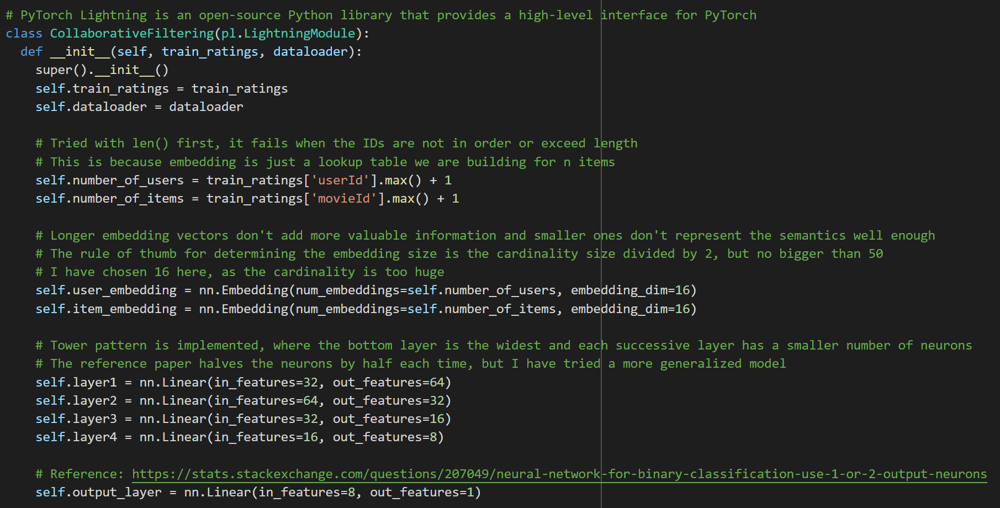 # PyTorch Lightning is an open-source Python library that provides a high-level interface for PyTorch
class CollaborativeFiltering(pl.LightningModule):
  def __init__(self, train_ratings, dataloader):
    super().__init__()
    self.train_ratings = train_ratings
    self.dataloader = dataloader

    # Tried with len() first, it fails when the IDs are not in order or exceed length
    # This is because embedding is just a lookup table we are building for n items
    self.number_of_users = train_ratings['userId'].max() + 1
    self.number_of_items = train_ratings['movieId'].max() + 1

    # Longer embedding vectors don't add more valuable information and smaller ones don't represent the semantics well enough
    # The rule of thumb for determining the embedding size is the cardinality size divided by 2, but no bigger than 50
    # I have chosen 16 here, as the cardinality is too huge
    self.user_embedding = nn.Embedding(num_embeddings=self.number_of_users, embedding_dim=16)
    self.item_embedding = nn.Embedding(num_embeddings=self.number_of_items, embedding_dim=16)

    # Tower pattern is implemented, where the bottom layer is the widest and each successive layer has a smaller number of neurons
    # The reference paper halves the neurons by half each time, but I have tried a more generalized model
    self.layer1 = nn.Linear(in_features=32, out_features=64)
    self.layer2 = nn.Linear(in_features=64, out_features=32)
    self.layer3 = nn.Linear(in_features=32, out_features=16)
    self.layer4 = nn.Linear(in_features=16, out_features=8)

    # Reference: https://stats.stackexchange.com/questions/207049/neural-network-for-binary-classification-use-1-or-2-output-neurons
    self.output_layer = nn.Linear(in_features=8, out_features=1)